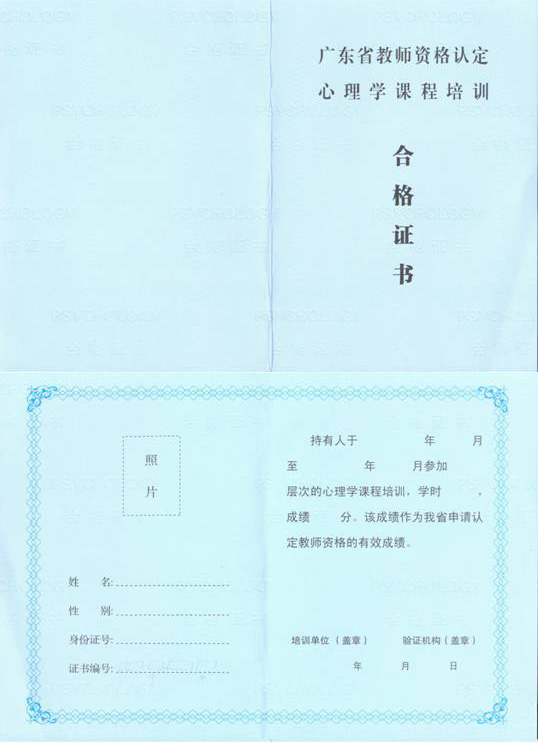 广东省教师资格认定
心理学课程培训
合
格
证
书
照
片
姓 名:
性 别:
身份证号:
证书编号:
持有人于 年 月
至 年 月参加
层次的心理学课程培训，学时 ，
成绩 分。该成绩作为我省申请认
定教师资格的有效成绩。
培训单位（盖章） 验证机构（盖章）
年 月 日